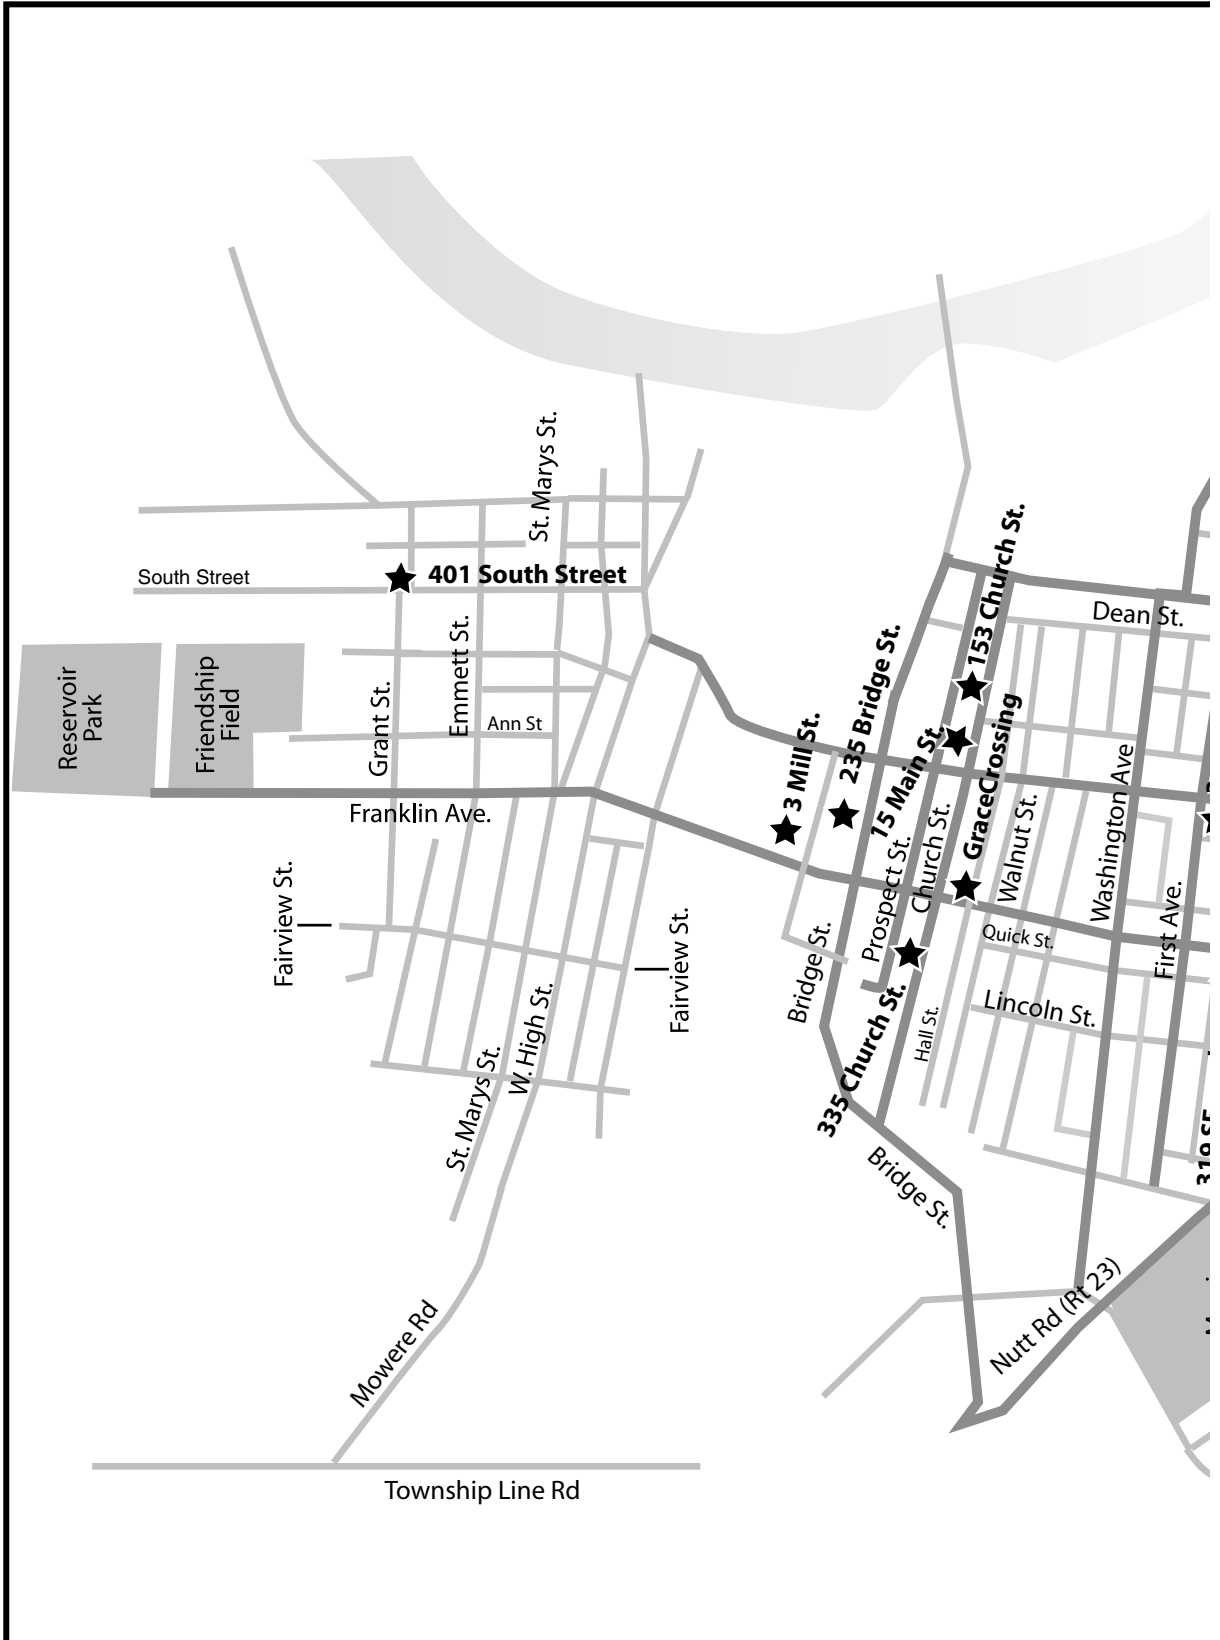 St. Marys St.
South Street
401 South Street
153 Church St.
Dean St.
Reservoir
Park
Friendship
Field
Grant St.
Emmett St.
Ann St
Franklin Ave.
3 Mill St.
235 Bridge St.
15 Main St.
GraceCrossing
Prospect St.
Church St.
Walnut St.
Washington Ave
First Ave.
Fairview St.
Fairview St.
Quick St.
Bridge St.
Lincoln St.
Hall St.
335 Church St.
St. Marys St.
W. High St.
Bridge St.
Nutt Rd (Rt 23)
Mowere Rd
Township Line Rd